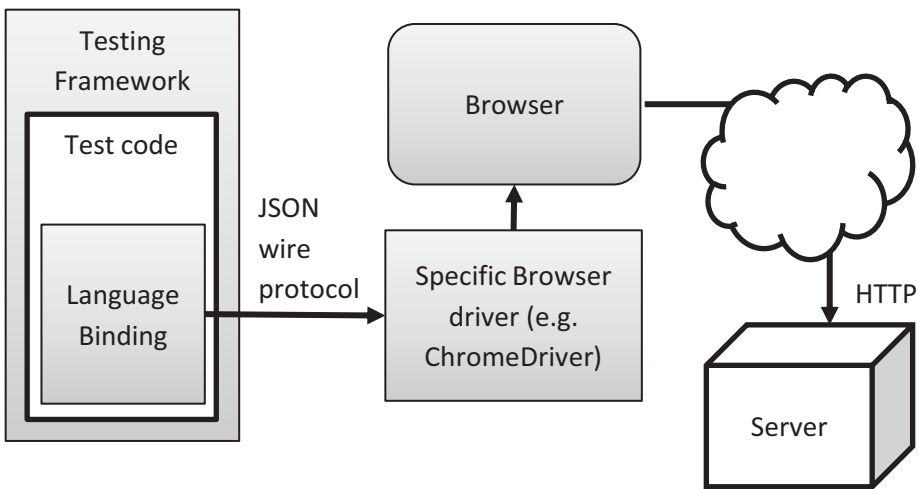 Testing
Framework
Test code
Language
Binding
JSON
wire
protocol
Specific Browser
driver (e.g.
ChromeDriver)
Browser
HTTP
Server